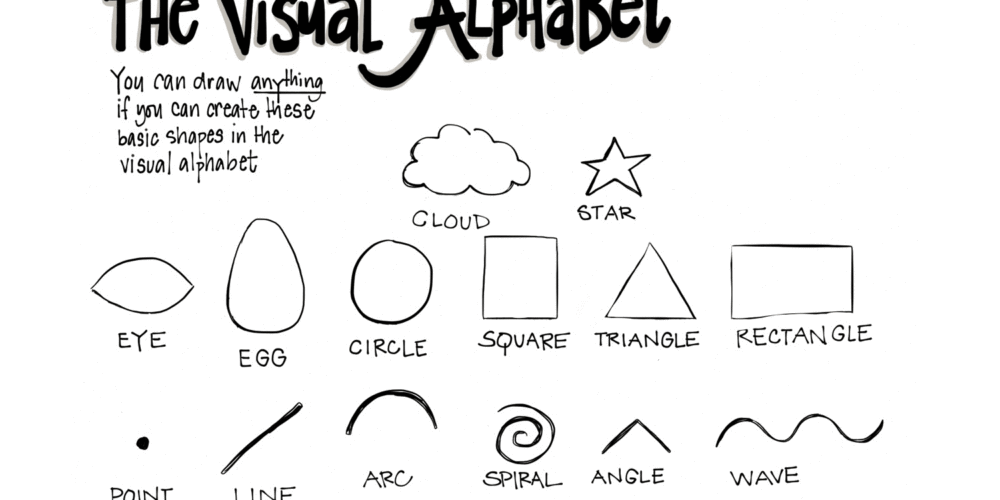 THE VISUAL ALPHABET
You can draw anything
if you can create these
basic shapes in the
visual alphabet
CLOUD STAR
EYE EGG CIRCLE SQUARE TRIANGLE RECTANGLE
POINT LINE ARC SPIRAL ANGLE WAVE